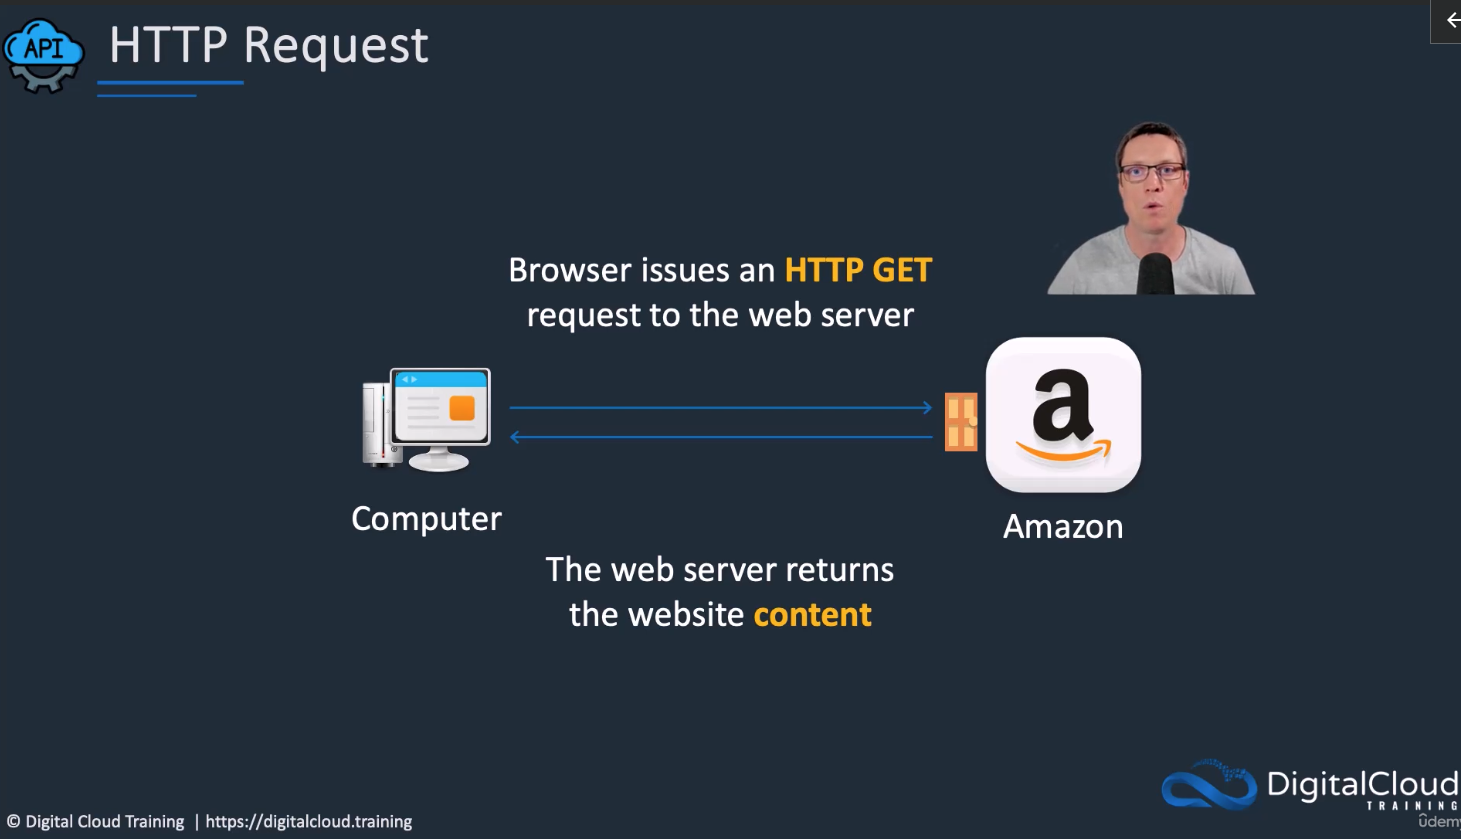 API
HTTP Request
Browser issues an HTTP GET
request to the web server
a
Computer
Amazon
The web server returns
the website content
DigitalCloud
TRAINING
© Digital Cloud Training | https://digitalcloud.training
ûdemy